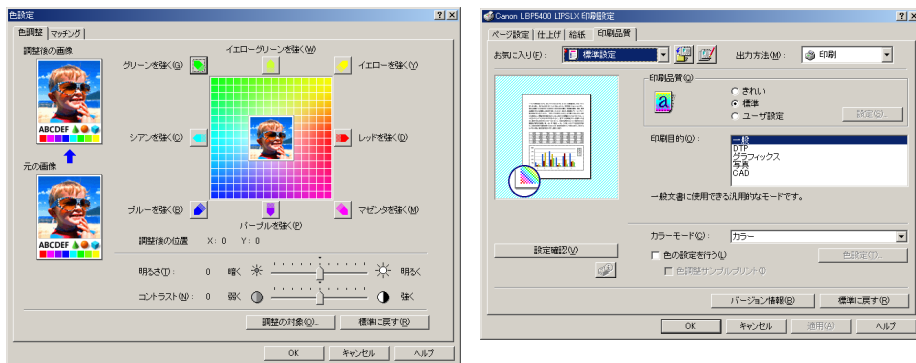 色設定
色調整
マッチング
調整後の画像
グリーンを強く(G)
イエローグリーンを強く(W)
イエローを強く(Y)
ABCDEF
シアンを強く(C)
レッドを強く(D)
元の画像
ABCDEF
ブルーを強く(B)
パープルを強く(P)
マゼンタを強く(M)
調整後の位置 X: 0 Y: 0
明るさ(T): 0 暗く 明るく
コントラスト(N): 0 弱く 強く
調整の対象(O)... 標準に戻す(R)
OK キャンセル ヘルプ
Canon LBP5400 LIPSLX 印刷設定
ページ設定 仕上げ 給紙 印刷品質
お気に入り(F): 標準設定 出力方法(M): 印刷
印刷品質(Q)
きれい
標準
ユーザ設定 設定(G)...
印刷目的(O): 一般
DTP
グラフィックス
写真
CAD
一般文書に使用できる汎用的なモードです。
カラーモード(C): カラー
設定確認(V)
色の設定を行う(L) 色設定(T)...
色調整サンプルプリント(I)
バージョン情報(B) 標準に戻す(R)
OK キャンセル 適用(A) ヘルプ